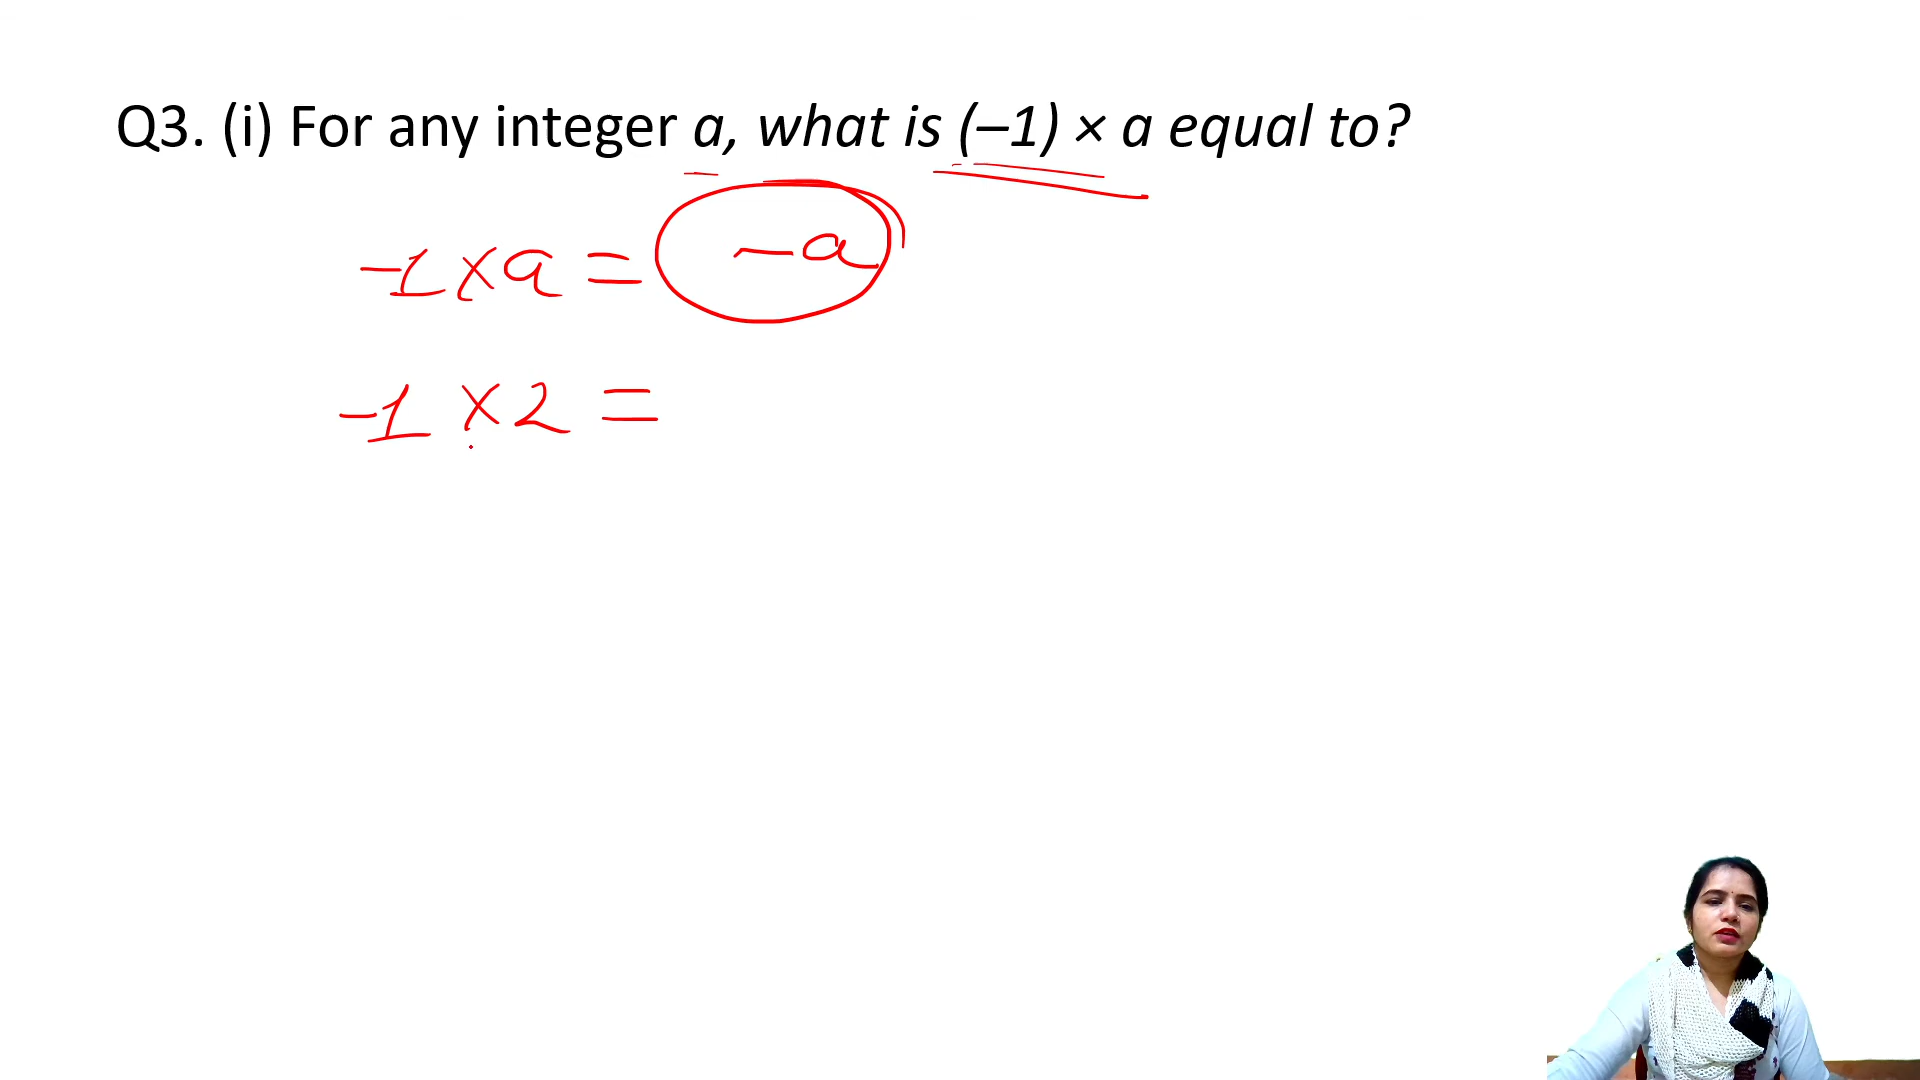 Q3. (i) For any integer a, what is (–1) × a equal to?
-1 × a = -a
-1 × 2 =